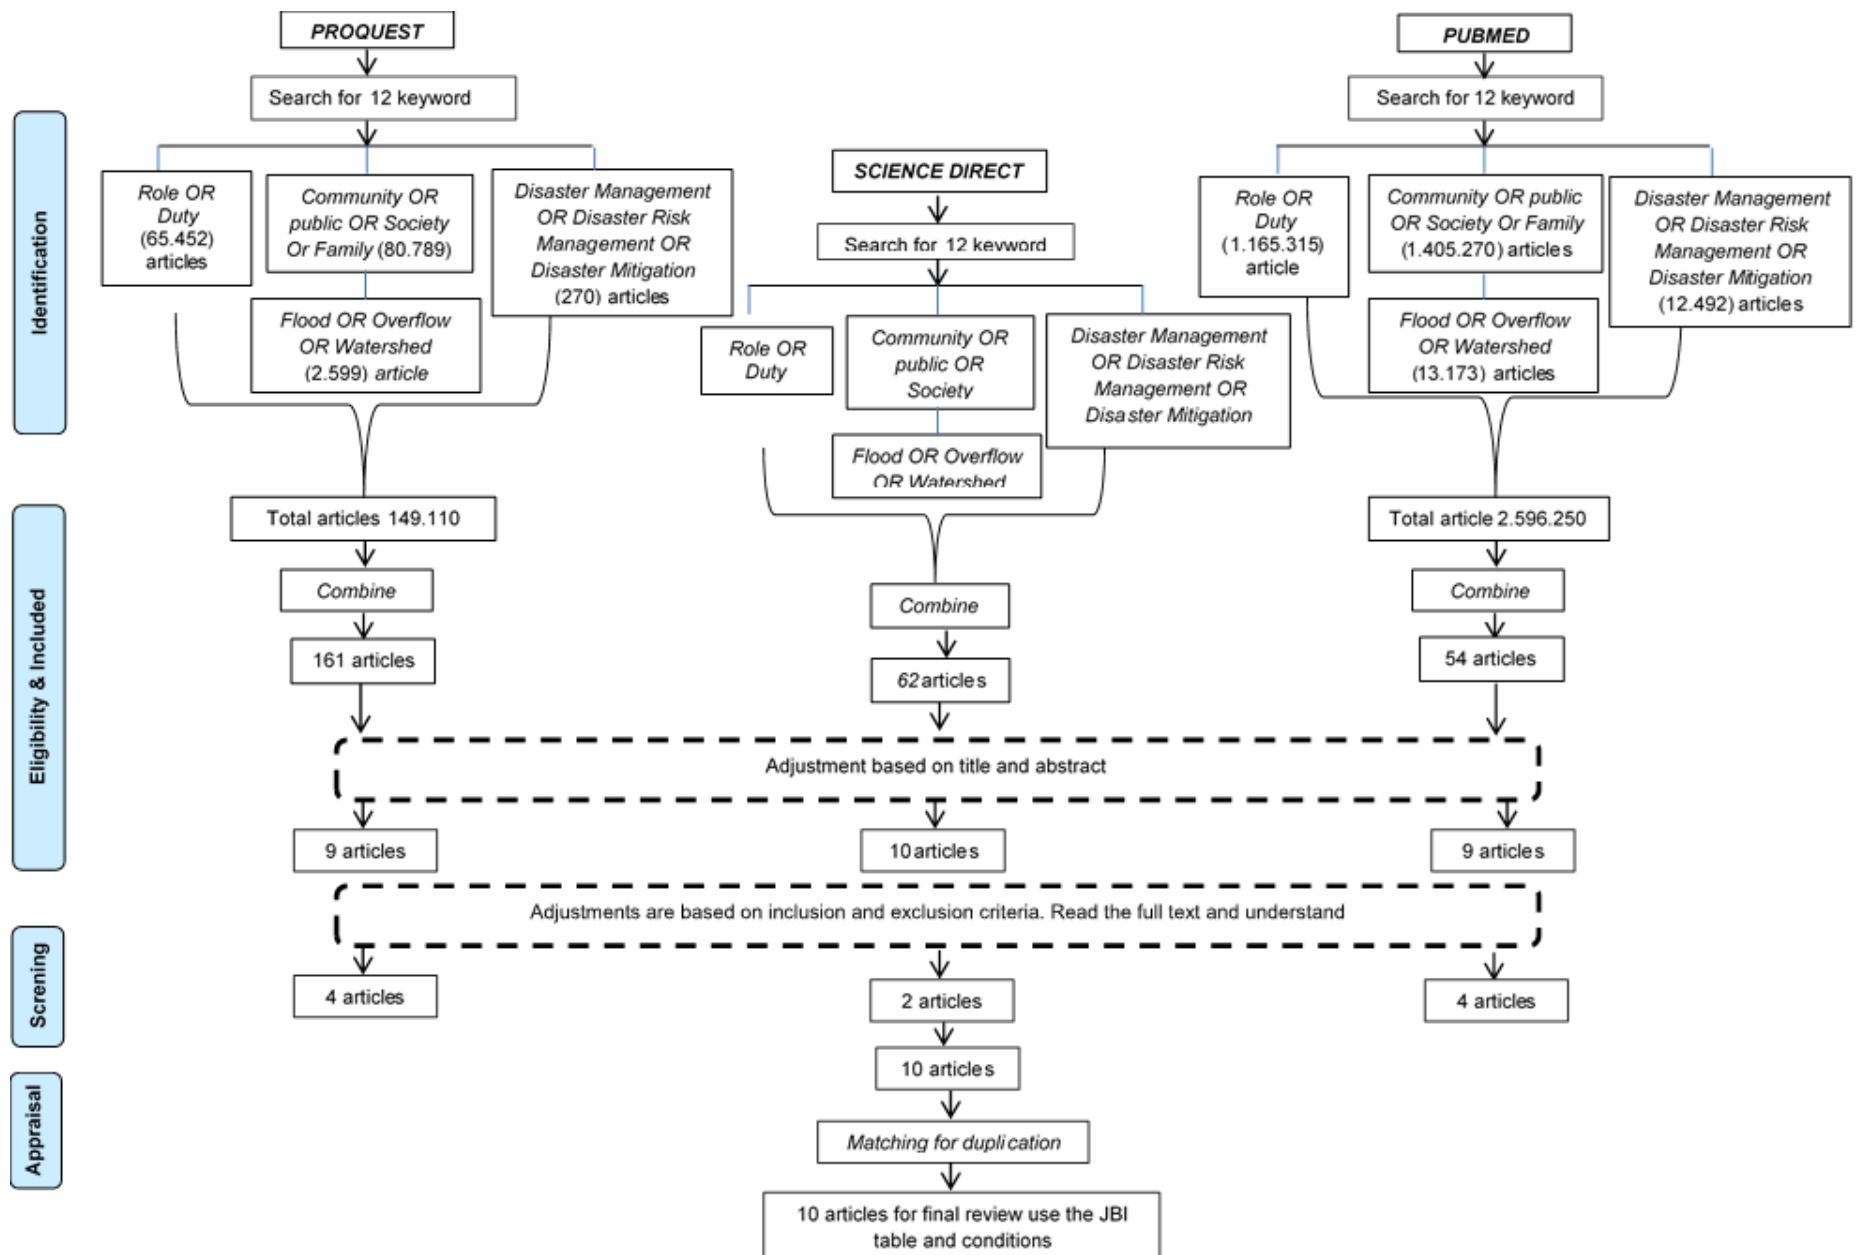 PROQUEST
Search for 12 keyword
Role OR
Duty
(65.452)
articles
Community OR
public OR Society
Or Family (80.789)
Disaster Management
OR Disaster Risk
Management OR
Disaster Mitigation
(270) articles
Flood OR Overflow
OR Watershed
(2.599) article
SCIENCE DIRECT
Search for 12 keyword
Role OR
Duty
Community OR
public OR
Society
Disaster Management
OR Disaster Risk
Management OR
Disaster Mitigation
Flood OR Overflow
OR Watershed
PUBMED
Search for 12 keyword
Role OR
Duty
(1.165.315)
article
Community OR public
OR Society Or Family
(1.405.270) articles
Disaster Management
OR Disaster Risk
Management OR
Disaster Mitigation
(12.492) articles
Flood OR Overflow
OR Watershed
(13.173) articles
Identification
Total articles 149.110
Total article 2.596.250
Combine
Combine
Combine
161 articles
62articles
54 articles
Eligibility & Included
Adjustment based on title and abstract
9 articles
10articles
9 articles
Adjustments are based on inclusion and exclusion criteria. Read the full text and understand
Screning
4 articles
2 articles
4 articles
10 articles
Appraisal
Matching for duplication
10 articles for final review use the JBI
table and conditions